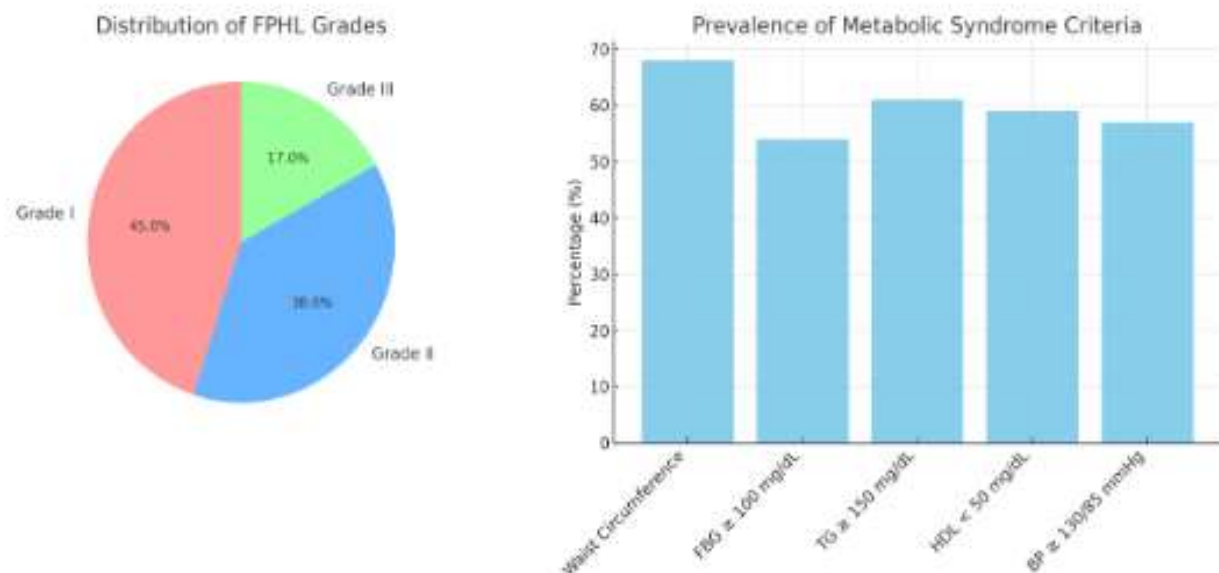 Distribution of FPHL Grades
Grade III
17.0%
Grade I
45.0%
38.0%
Grade II
Prevalence of Metabolic Syndrome Criteria
Percentage (%)
70
60
50
40
30
20
10
0
Waist Circumference
FBG ≥ 100 mg/dL
TG ≥ 150 mg/dL
HDL < 50 mg/dL
BP ≥ 130/85 mmHg